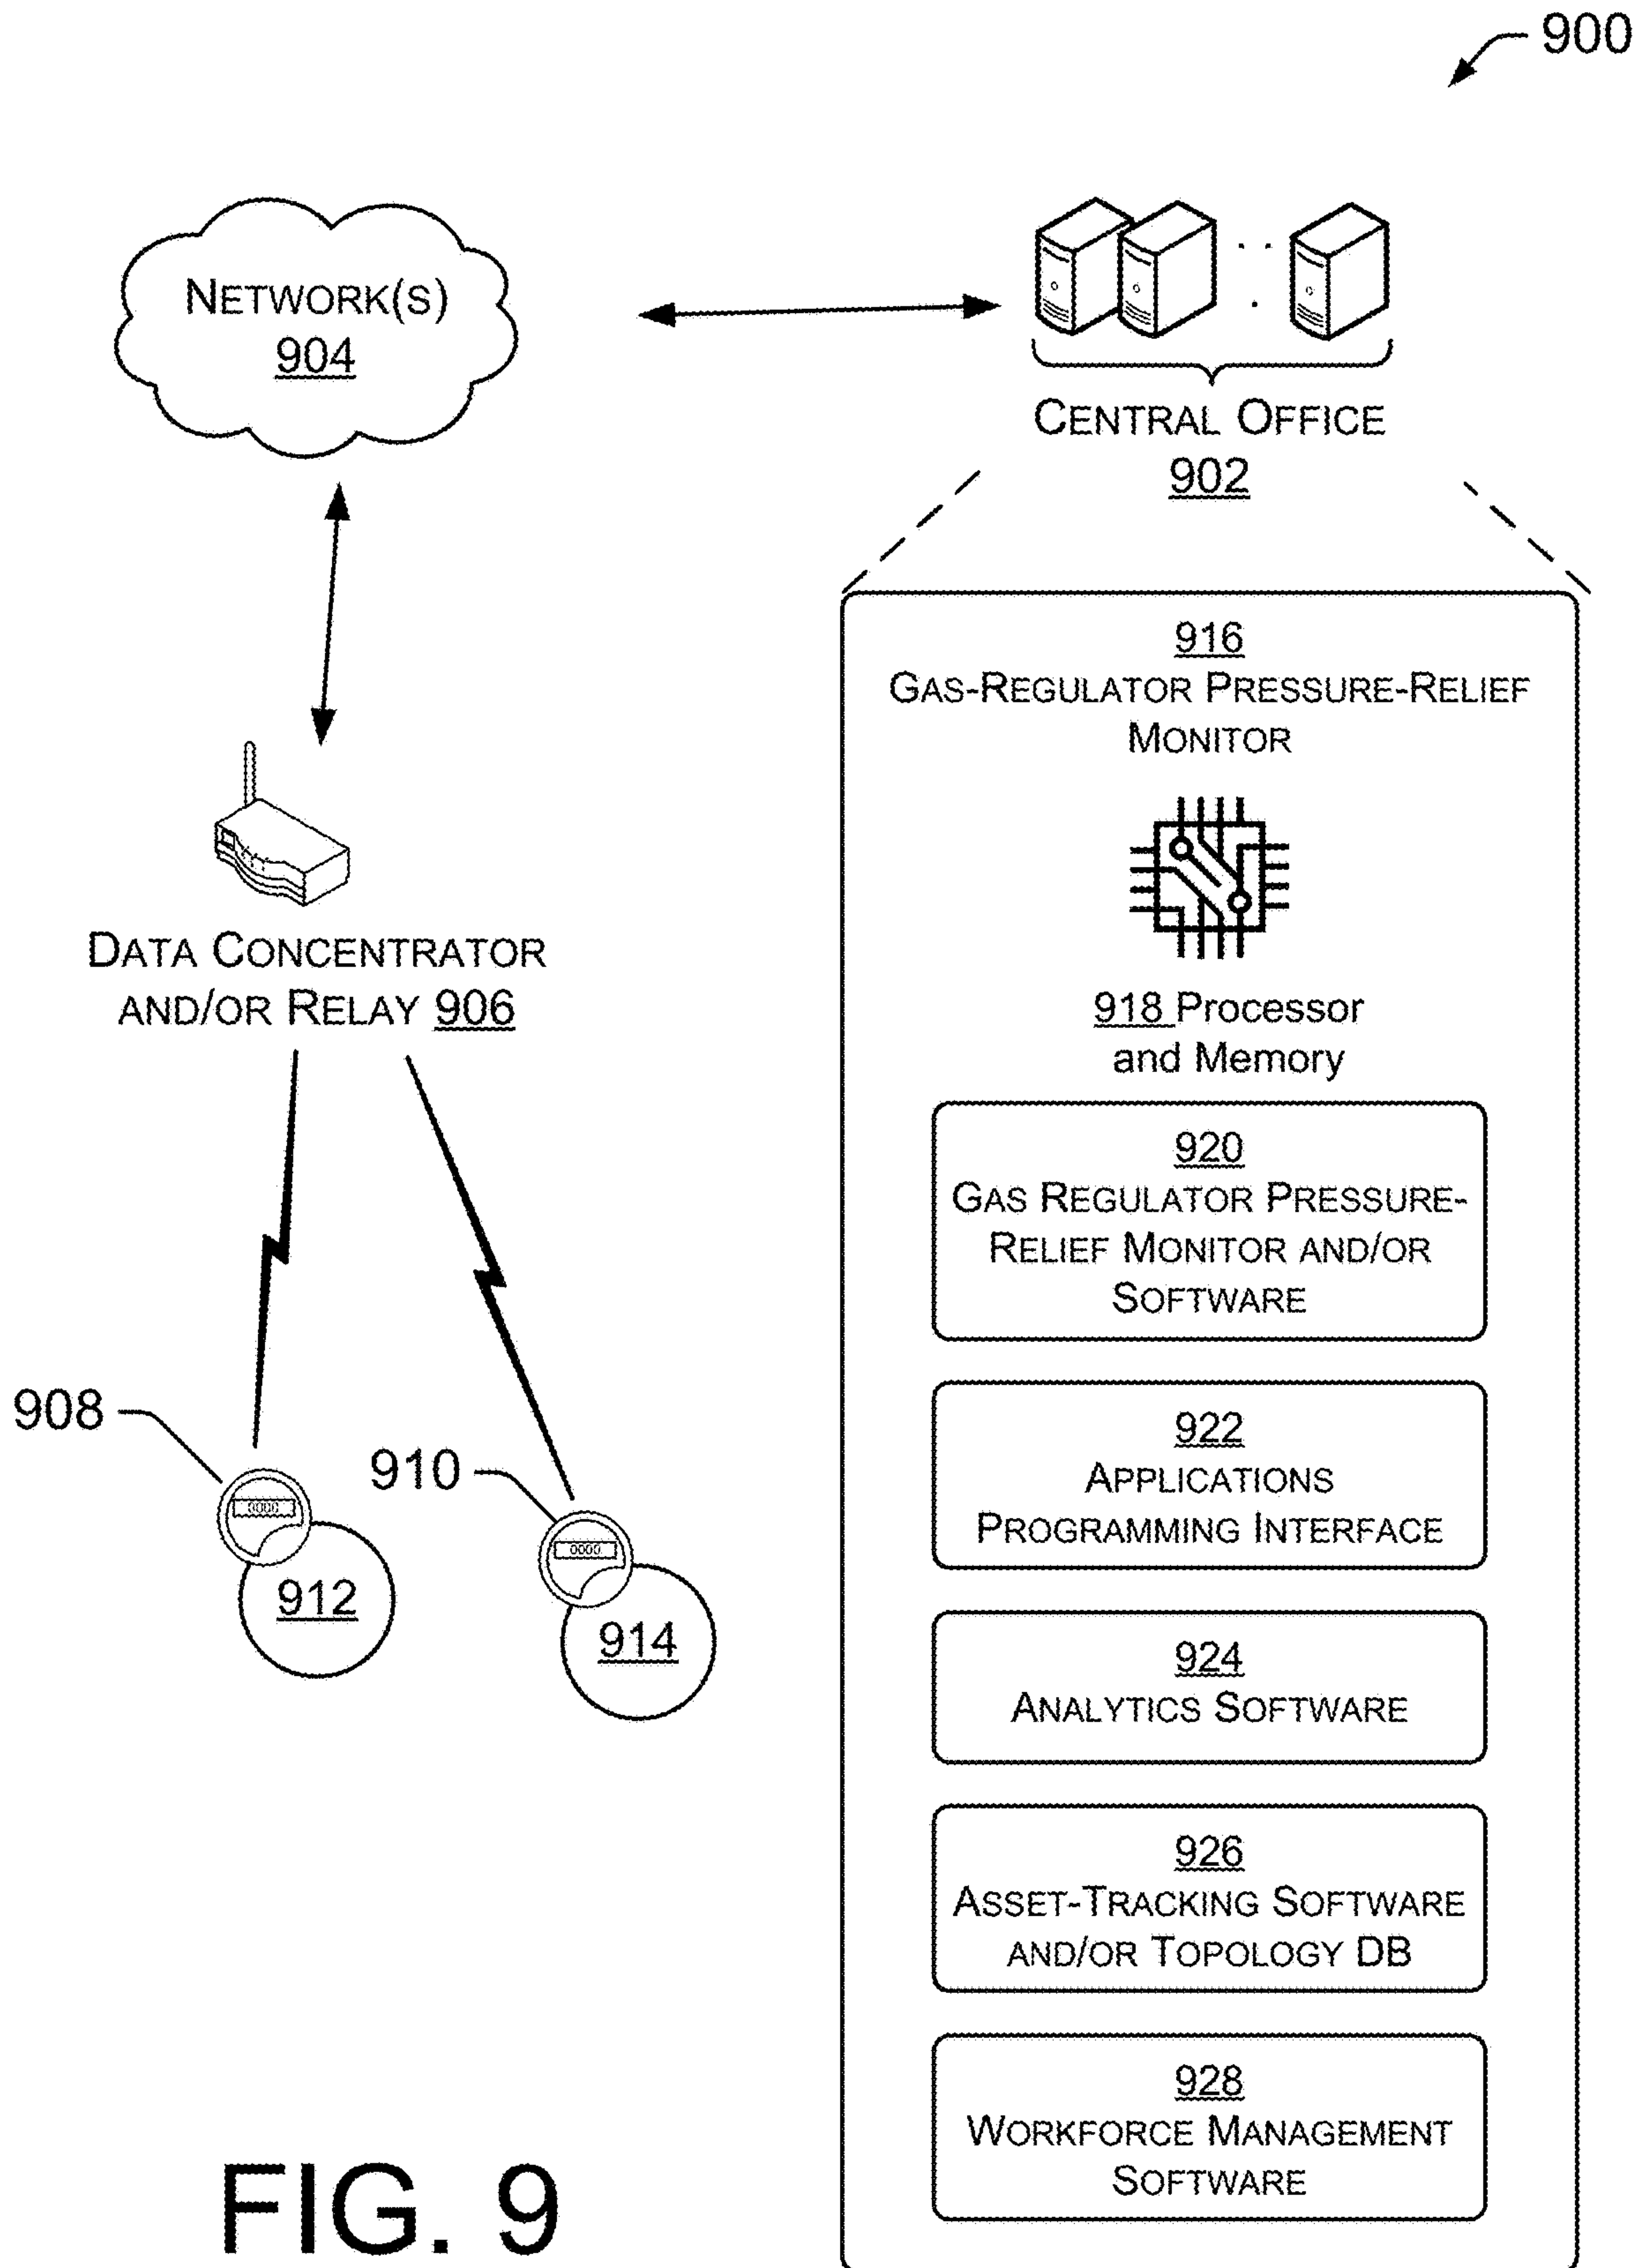 900
NETWORK(S)
904
CENTRAL OFFICE
902
916
GAS-REGULATOR PRESSURE-RELIEF
MONITOR
DATA CONCENTRATOR
AND/OR RELAY 906
918 Processor
and Memory
920
GAS REGULATOR PRESSURE-
RELIEF MONITOR AND/OR
SOFTWARE
922
APPLICATIONS
PROGRAMMING INTERFACE
908
0000
912
910
0000
914
924
ANALYTICS SOFTWARE
926
ASSET-TRACKING SOFTWARE
AND/OR TOPOLOGY DB
928
WORKFORCE MANAGEMENT
SOFTWARE
FIG. 9